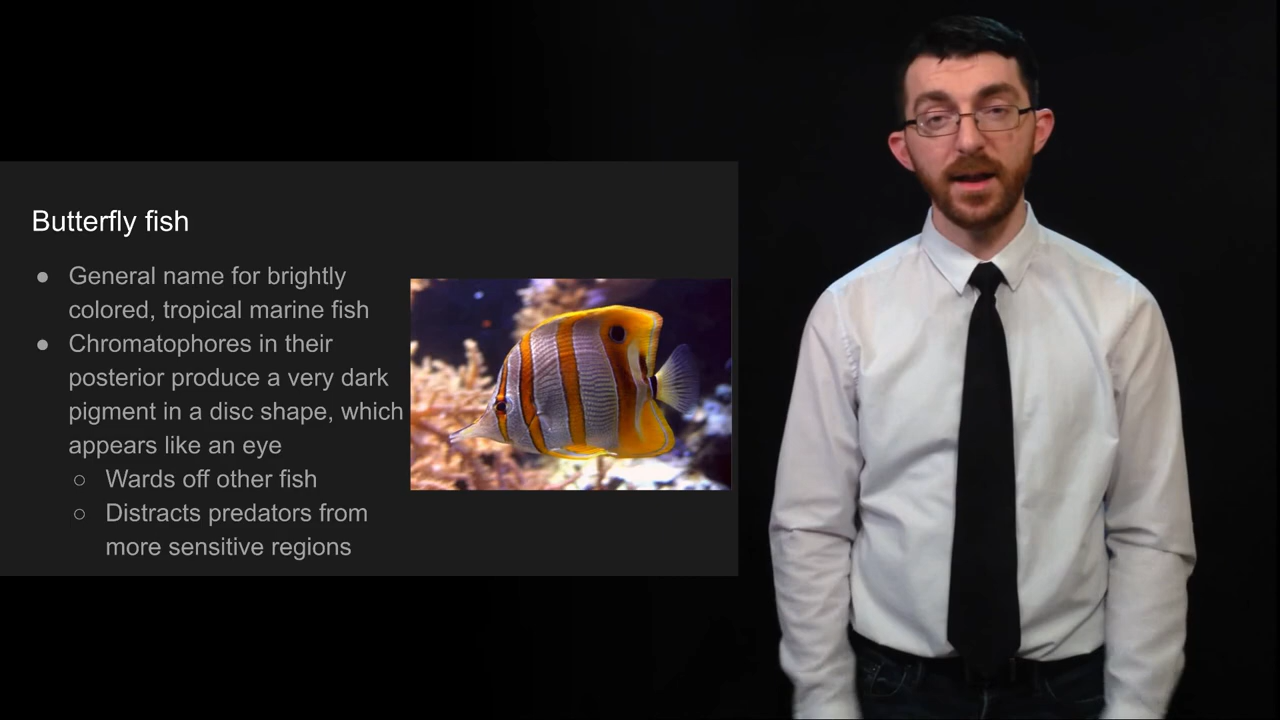 Butterfly fish
● General name for brightly
colored, tropical marine fish
● Chromatophores in their
posterior produce a very dark
pigment in a disc shape, which
appears like an eye
○ Wards off other fish
○ Distracts predators from
more sensitive regions